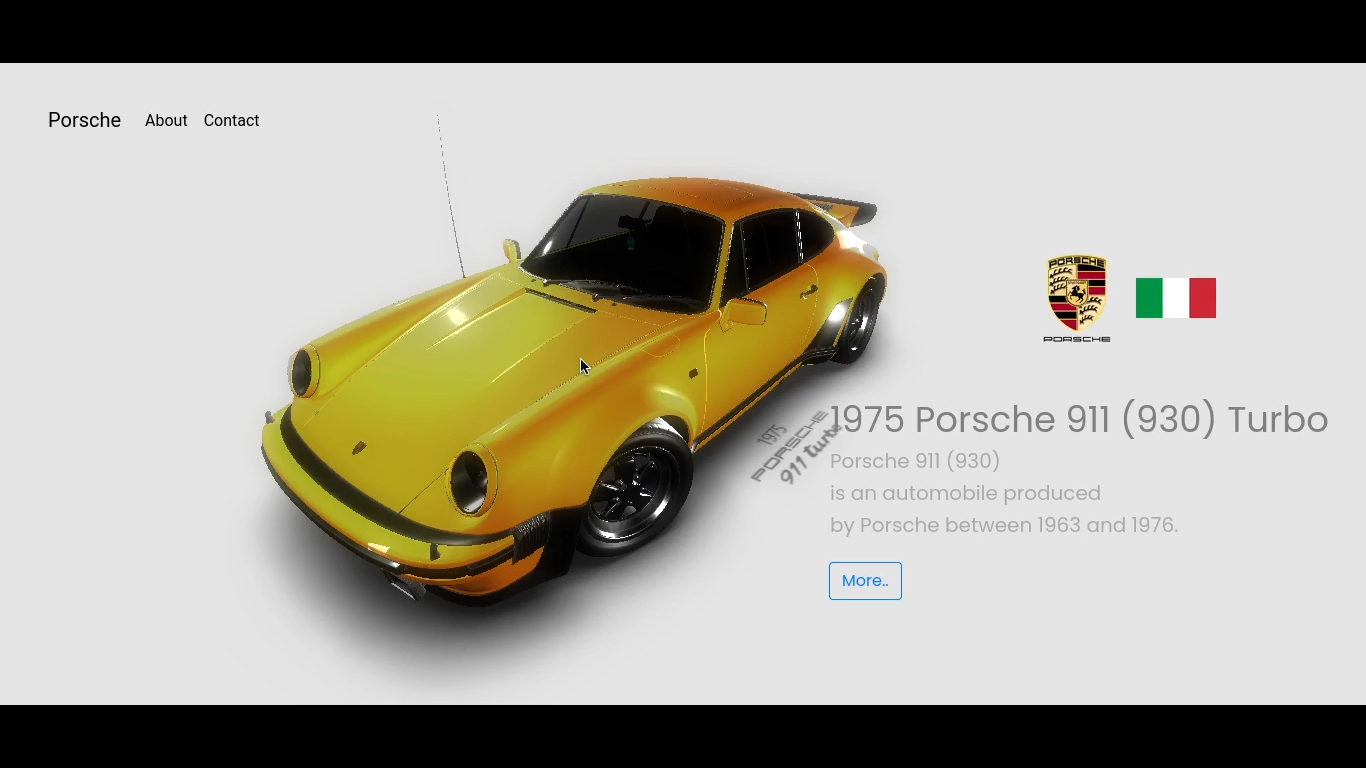 Porsche About Contact
PORSCHE
PORSCHE
1975
PORSCHE
911 turbo
1975 Porsche 911 (930) Turbo
Porsche 911 (930)
is an automobile produced
by Porsche between 1963 and 1976.
More..